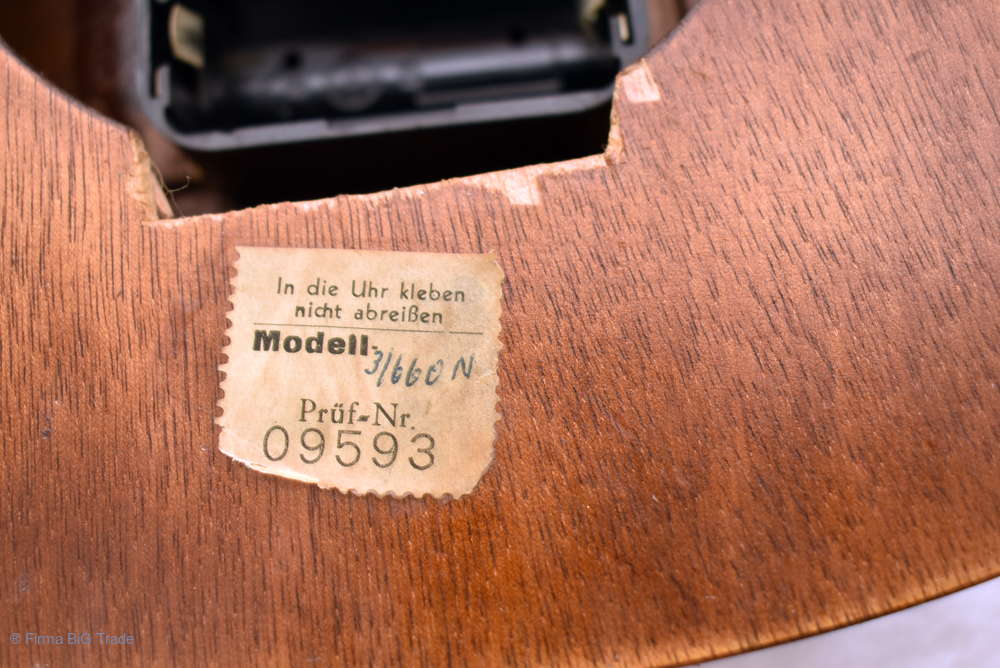 In die Uhr kleben
nicht abreißen
Modell 3/660 N
Prüf-Nr.
09593
® Firma BiG Trade